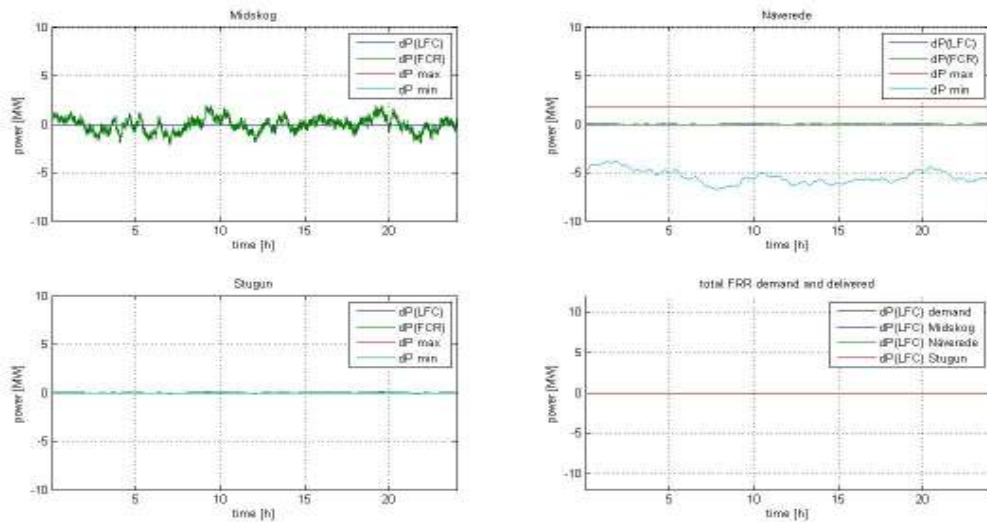 Midskog
10
5
0
-5
-10
power [MW]
5
10
15
20
time [h]
dP(LFC)
dP(FCR)
dP max
dP min
Näverede
10
5
0
-5
-10
power [MW]
5
10
15
20
time [h]
dP(LFC)
dP(FCR)
dP max
dP min
Stugun
10
5
0
-5
-10
power [MW]
5
10
15
20
time [h]
dP(LFC)
dP(FCR)
dP max
dP min
total FRR demand and delivered
10
5
0
-5
-10
power [MW]
5
10
15
20
time [h]
dP(LFC) demand
dP(LFC) Midskog
dP(LFC) Näverede
dP(LFC) Stugun